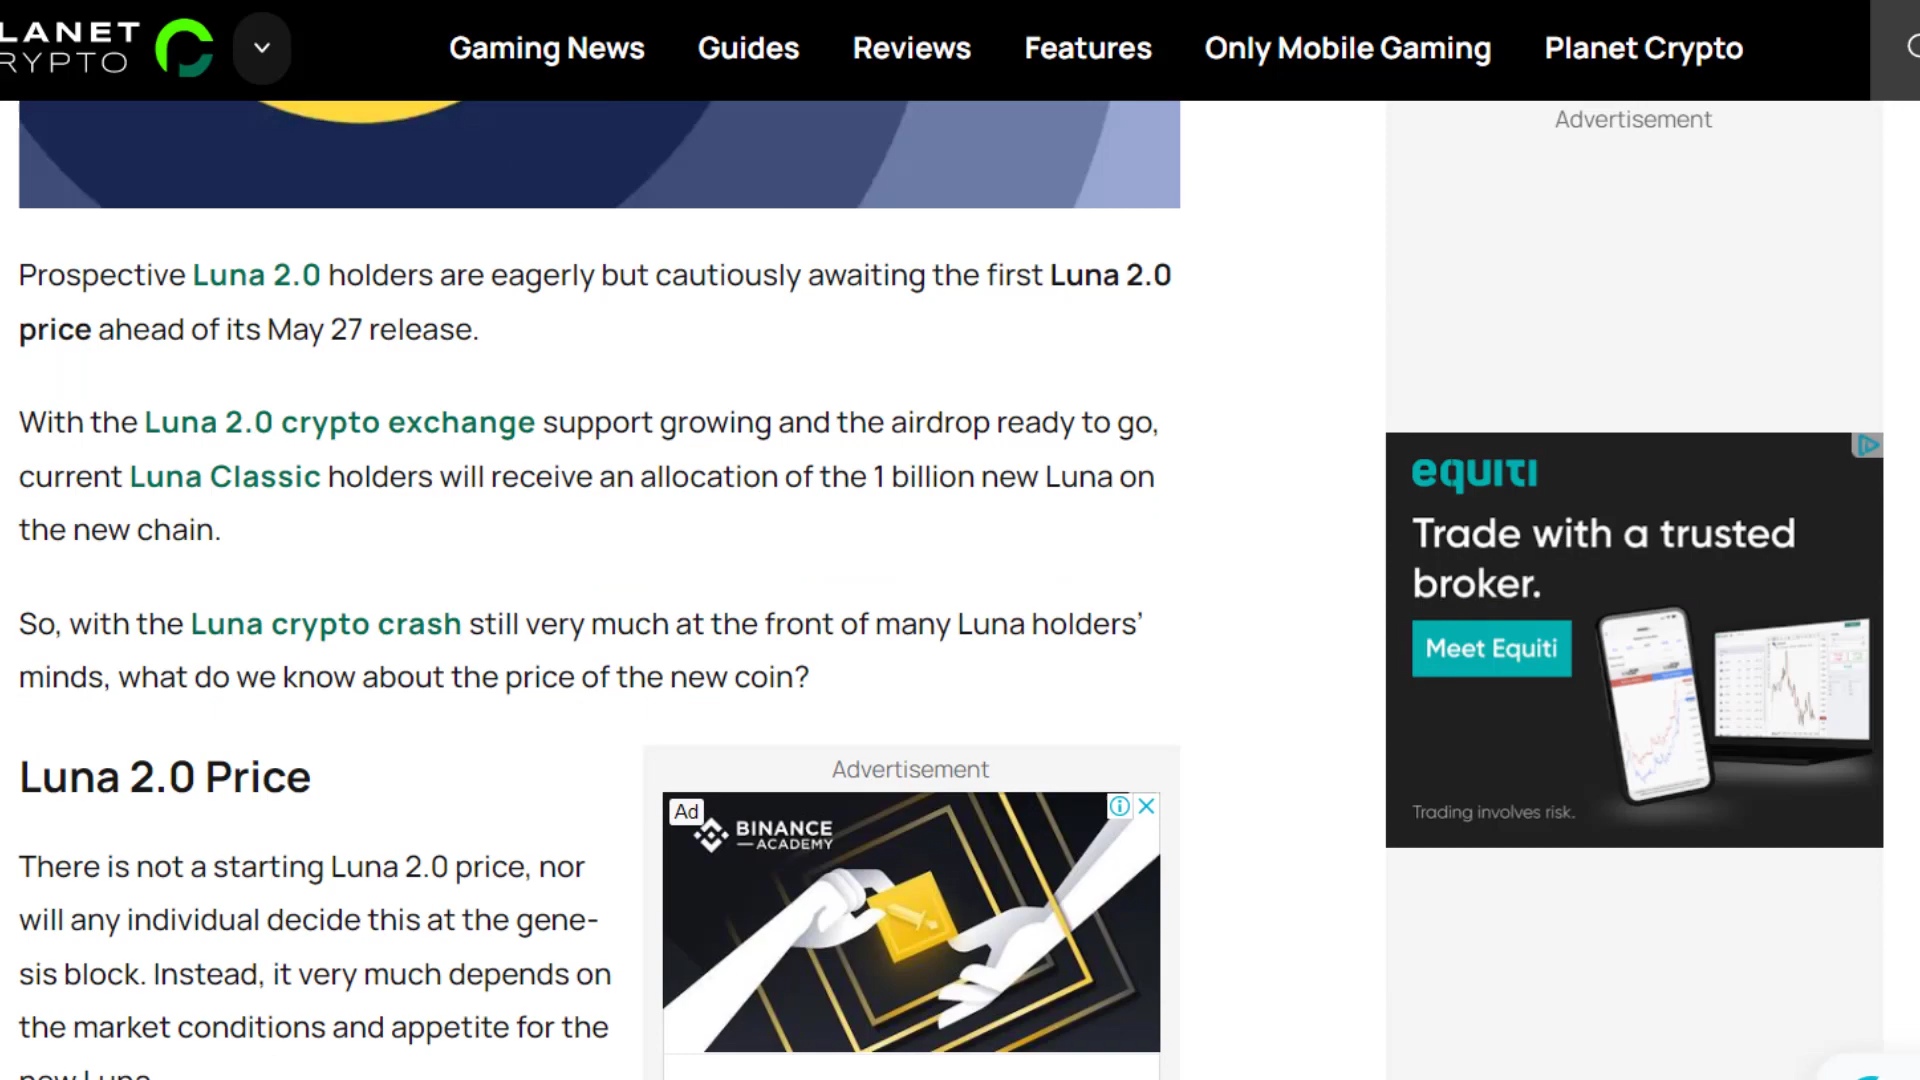 LANET
RYPTO
Gaming News
Guides
Reviews
Features
Only Mobile Gaming
Planet Crypto
Advertisement
Prospective Luna 2.0 holders are eagerly but cautiously awaiting the first Luna 2.0
price ahead of its May 27 release.
With the Luna 2.0 crypto exchange support growing and the airdrop ready to go,
current Luna Classic holders will receive an allocation of the 1 billion new Luna on
the new chain.
So, with the Luna crypto crash still very much at the front of many Luna holders’
minds, what do we know about the price of the new coin?
equiti
Trade with a trusted
broker.
Meet Equiti
Trading involves risk.
Luna 2.0 Price
There is not a starting Luna 2.0 price, nor
will any individual decide this at the gene-
sis block. Instead, it very much depends on
the market conditions and appetite for the
new Luna.
Advertisement
Ad
BINANCE
ACADEMY